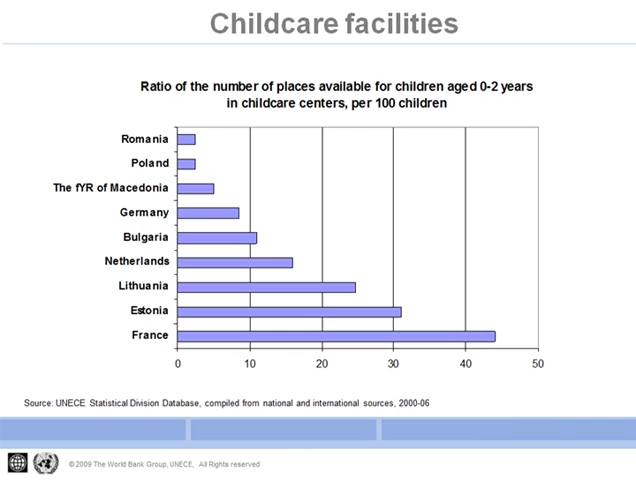 Childcare facilities
Ratio of the number of places available for children aged 0-2 years
in childcare centers, per 100 children
Romania
Poland
The fYR of Macedonia
Germany
Bulgaria
Netherlands
Lithuania
Estonia
France
0 10 20 30 40 50
Source: UNECE Statistical Division Database, compiled from national and international sources, 2000-06
© 2009 The World Bank Group, UNECE, All Rights reserved